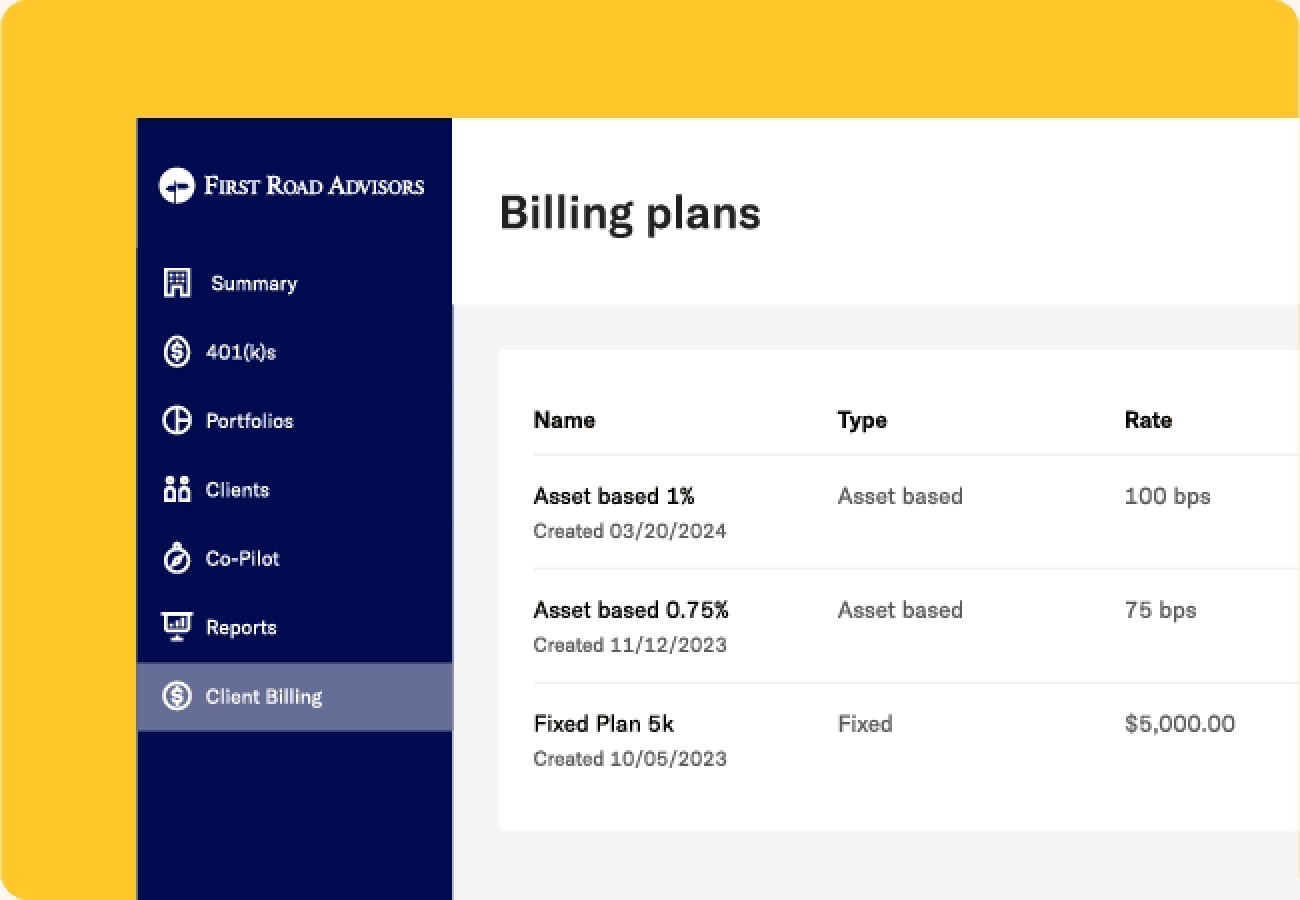 First Road Advisors
Summary
401(k)s
Portfolios
Clients
Co-Pilot
Reports
Client Billing
Billing plans
Name Type Rate
Asset based 1% Asset based 100 bps
Created 03/20/2024
Asset based 0.75% Asset based 75 bps
Created 11/12/2023
Fixed Plan 5k Fixed $5,000.00
Created 10/05/2023